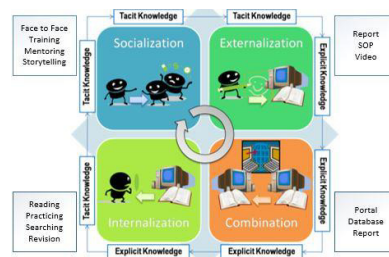 Tacit Knowledge
Tacit Knowledge
Face to Face
Training
Mentoring
Storytelling
Tacit Knowledge
Socialization
Externalization
Explicit Knowledge
Report
SOP
Video
Reading
Practicing
Searching
Revision
Tacit Knowledge
Internalization
Combination
Explicit Knowledge
Portal
Database
Report
Explicit Knowledge
Explicit Knowledge